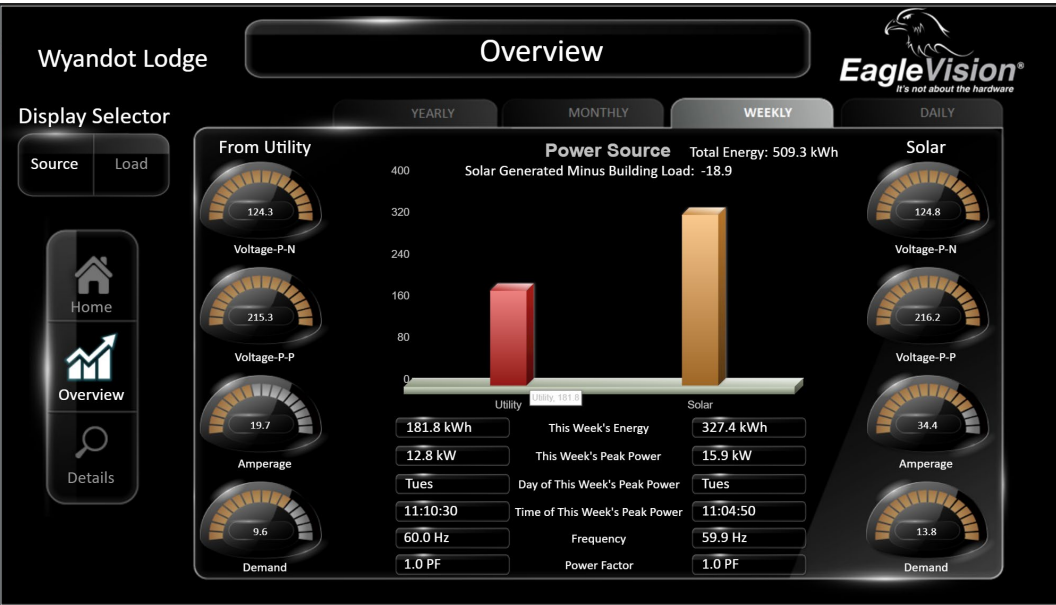 Wyandot Lodge
Overview
EagleVision®
It's not about the hardware
Display Selector
Source Load
YEARLY MONTHLY WEEKLY DAILY
From Utility
Power Source Total Energy: 509.3 kWh
Solar Generated Minus Building Load: -18.9
Solar
400
320
240
160
80
0
Utility Solar
Utility, 181.8
124.3
Voltage-P-N
215.3
Voltage-P-P
19.7
Amperage
9.6
Demand
124.8
Voltage-P-N
216.2
Voltage-P-P
34.4
Amperage
13.8
Demand
Home
Overview
Details
181.8 kWh This Week's Energy 327.4 kWh
12.8 kW This Week's Peak Power 15.9 kW
Tues Day of This Week's Peak Power Tues
11:10:30 Time of This Week's Peak Power 11:04:50
60.0 Hz Frequency 59.9 Hz
1.0 PF Power Factor 1.0 PF